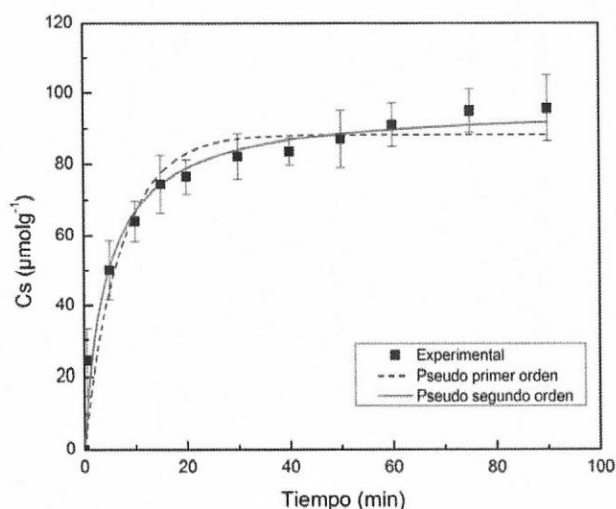 120
100
80
60
40
20
0
Cs (µmolg⁻¹)
Experimental
Pseudo primer orden
Pseudo segundo orden
0 20 40 60 80 100
Tiempo (min)